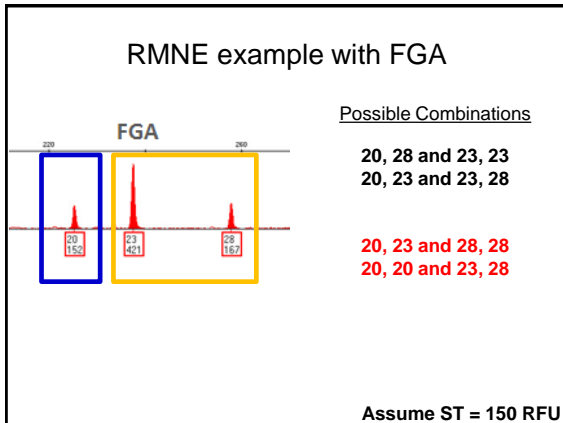 RMNE example with FGA
FGA
220
260
20
152
23
421
28
167
Possible Combinations
20, 28 and 23, 23
20, 23 and 23, 28
20, 23 and 28, 28
20, 20 and 23, 28
Assume ST = 150 RFU